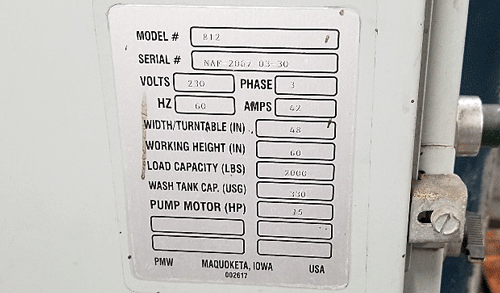 MODEL # 812
SERIAL # NAF-2067 03-30
VOLTS 230 PHASE 3
HZ 60 AMPS 42
WIDTH/TURNTABLE (IN) 48
WORKING HEIGHT (IN) 60
LOAD CAPACITY (LBS) 2000
WASH TANK CAP. (USG) 330
PUMP MOTOR (HP) 15
PMW MAQUOKETA, IOWA USA
002617